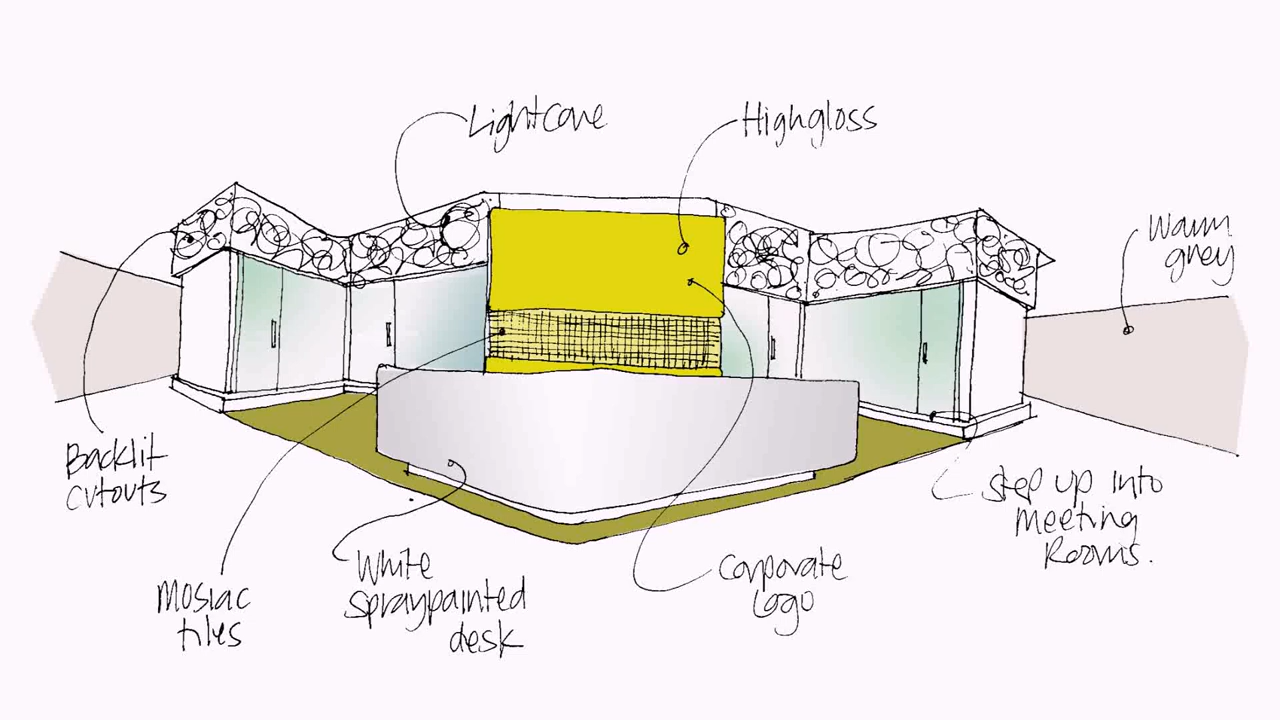 Lightcove
Highgloss
Warm
grey
Backlit
cutouts
Step up into
Meeting
Rooms.
White
spraypainted
desk
Corporate
Logo
Mosiac
tiles